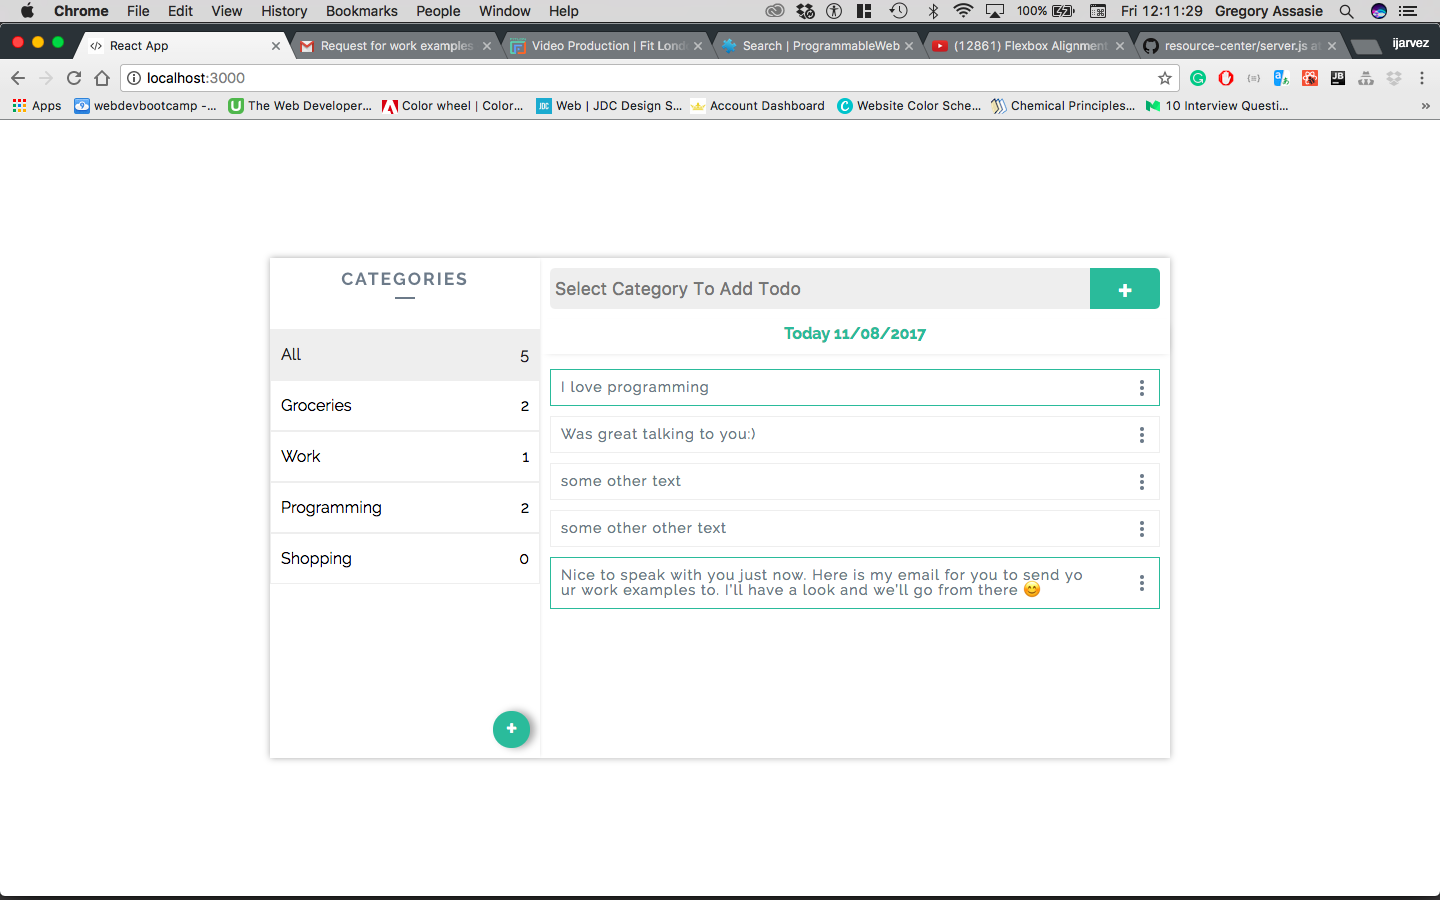 Chrome File Edit View History Bookmarks People Window Help 100% Fri 12:11:29 Gregory Assasie
React App Request for work examples Video Production | Fit Lond Search | ProgrammableWeb (12861) Flexbox Alignment resource-center/server.js at ijarvez
localhost:3000
Apps webdevbootcamp -... The Web Developer... Color wheel | Color... Web | JDC Design S... Account Dashboard Website Color Sche... Chemical Principles... 10 Interview Questi... »
CATEGORIES
All 5
Groceries 2
Work 1
Programming 2
Shopping 0
+
Select Category To Add Todo +
Today 11/08/2017
I love programming
Was great talking to you:)
some other text
some other other text
Nice to speak with you just now. Here is my email for you to send yo
ur work examples to. I'll have a look and we'll go from there 😊